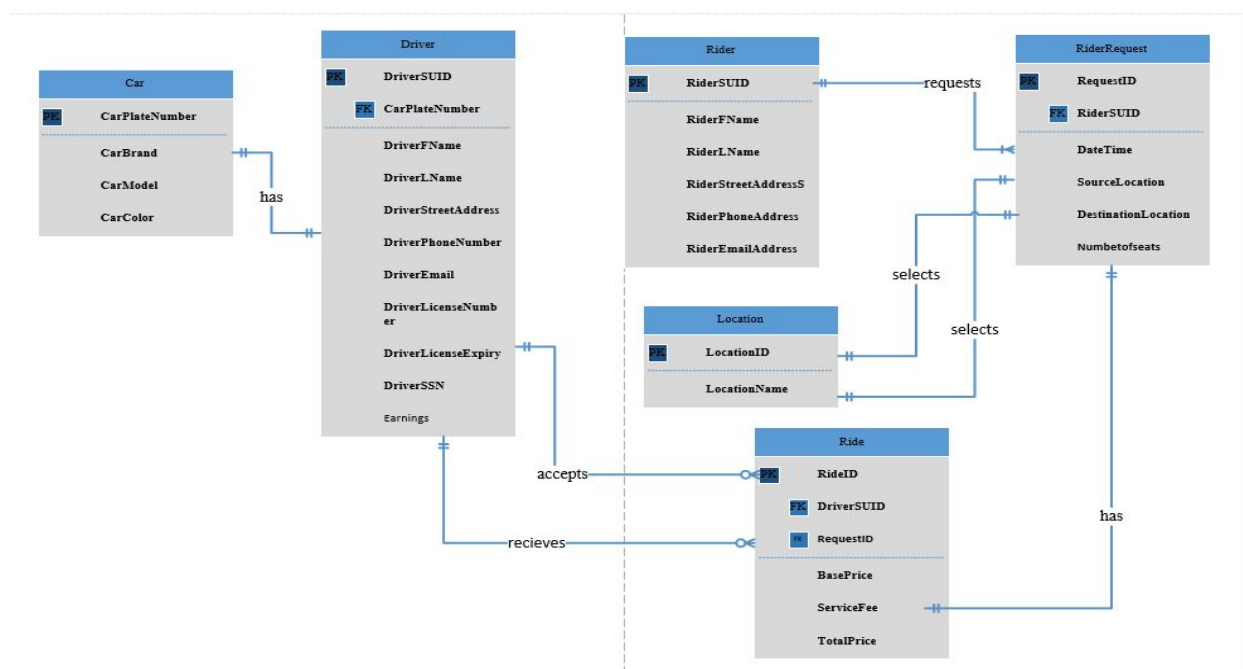 Car
PK CarPlateNumber
CarBrand
CarModel
CarColor
has
Driver
PK DriverSUID
FK CarPlateNumber
DriverFName
DriverLName
DriverStreetAddress
DriverPhoneNumber
DriverEmail
DriverLicenseNumb
er
DriverLicenseExpiry
DriverSSN
Earnings
accepts
recieves
Rider
PK RiderSUID
RiderFName
RiderLName
RiderStreetAddressS
RiderPhoneAddress
RiderEmailAddress
requests
RiderRequest
PK RequestID
FK RiderSUID
DateTime
SourceLocation
DestinationLocation
Numbetofseats
selects
selects
Location
PK LocationID
LocationName
Ride
PK RideID
FK DriverSUID
FK RequestID
BasePrice
ServiceFee
TotalPrice
has